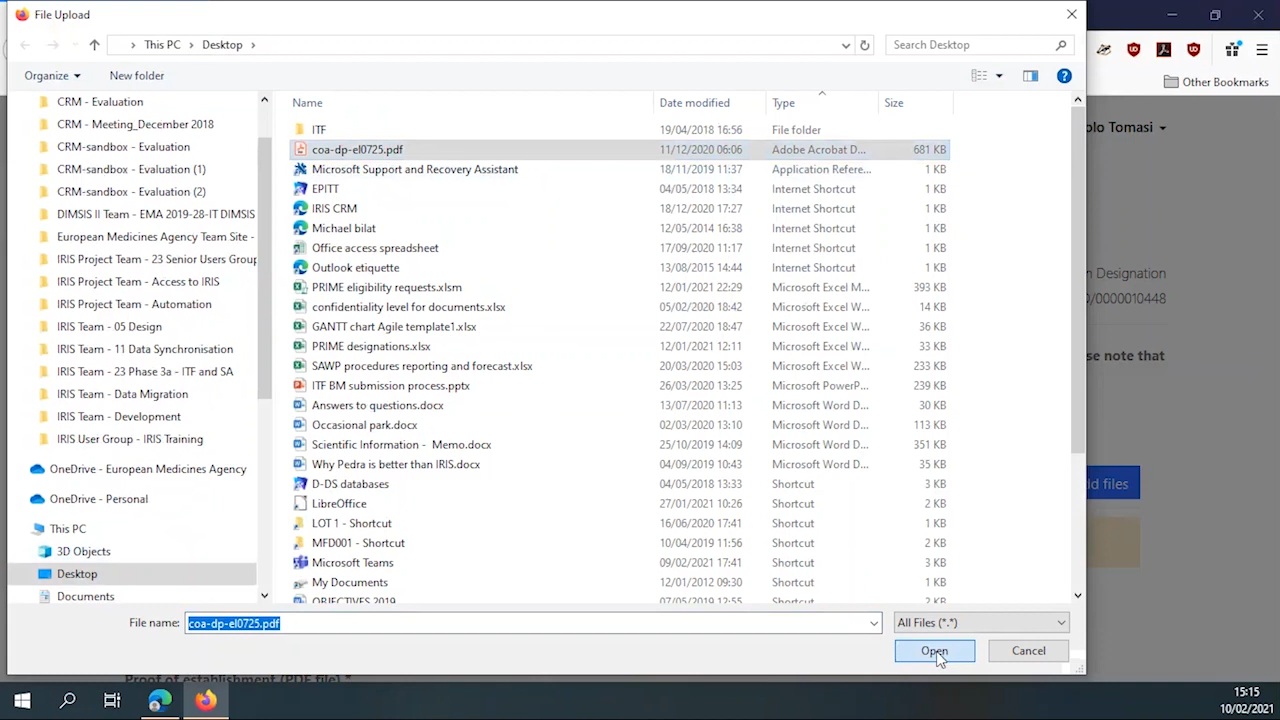 File Upload
This PC
Desktop
Search Desktop
Organize
New folder
Other Bookmarks
Name
Date modified
Type
Size
CRM - Evaluation
CRM - Meeting_December 2018
CRM-sandbox - Evaluation
CRM-sandbox - Evaluation (1)
CRM-sandbox - Evaluation (2)
DIMSIS II Team - EMA 2019-28-IT DIMSIS
European Medicines Agency Team Site -
IRIS Project Team - 23 Senior Users Group
IRIS Project Team - Access to IRIS
IRIS Project Team - Automation
IRIS Team - 05 Design
IRIS Team - 11 Data Synchronisation
IRIS Team - 23 Phase 3a - ITF and SA
IRIS Team - Data Migration
IRIS Team - Development
IRIS User Group - IRIS Training
OneDrive - European Medicines Agency
OneDrive - Personal
This PC
3D Objects
Desktop
Documents
ITF 19/04/2018 16:56 File folder
coa-dp-el0725.pdf 11/12/2020 06:06 Adobe Acrobat D... 681 KB
Microsoft Support and Recovery Assistant 18/11/2019 11:37 Application Refere... 1 KB
EPITT 04/05/2018 13:34 Internet Shortcut 1 KB
IRIS CRM 18/12/2020 17:27 Internet Shortcut 1 KB
Michael bilat 12/05/2014 16:38 Internet Shortcut 1 KB
Office access spreadsheet 17/09/2020 11:17 Internet Shortcut 1 KB
Outlook etiquette 13/08/2015 14:44 Internet Shortcut 1 KB
PRIME eligibility requests.xlsm 12/01/2021 22:29 Microsoft Excel M... 393 KB
confidentiality level for documents.xlsx 05/02/2020 18:42 Microsoft Excel W... 14 KB
GANTT chart Agile template1.xlsx 22/07/2020 18:47 Microsoft Excel W... 36 KB
PRIME designations.xlsx 12/01/2021 12:11 Microsoft Excel W... 33 KB
SAWP procedures reporting and forecast.xlsx 20/03/2020 15:03 Microsoft Excel W... 233 KB
ITF BM submission process.pptx 26/03/2020 13:25 Microsoft PowerP... 239 KB
Answers to questions.docx 13/07/2020 11:13 Microsoft Word D... 30 KB
Occasional park.docx 02/03/2020 13:10 Microsoft Word D... 113 KB
Scientific Information - Memo.docx 25/10/2019 14:09 Microsoft Word D... 351 KB
Why Pedra is better than IRIS.docx 04/09/2019 10:43 Microsoft Word D... 35 KB
D-DS databases 04/05/2018 13:33 Shortcut 3 KB
LibreOffice 27/01/2021 10:26 Shortcut 2 KB
LOT 1 - Shortcut 16/06/2020 17:41 Shortcut 1 KB
MFD001 - Shortcut 10/04/2019 11:56 Shortcut 2 KB
Microsoft Teams 09/02/2021 17:41 Shortcut 3 KB
My Documents 12/01/2012 09:30 Shortcut 1 KB
OBJECTIVES 2019 07/05/2019 12:55 Shortcut 2 KB
olo Tomasi
n Designation
/0000010448
se note that
dd files
File name: coa-dp-el0725.pdf
All Files (*.*)
Open
Cancel
Proof of establishment (PDF file) *
15:15
10/02/2021